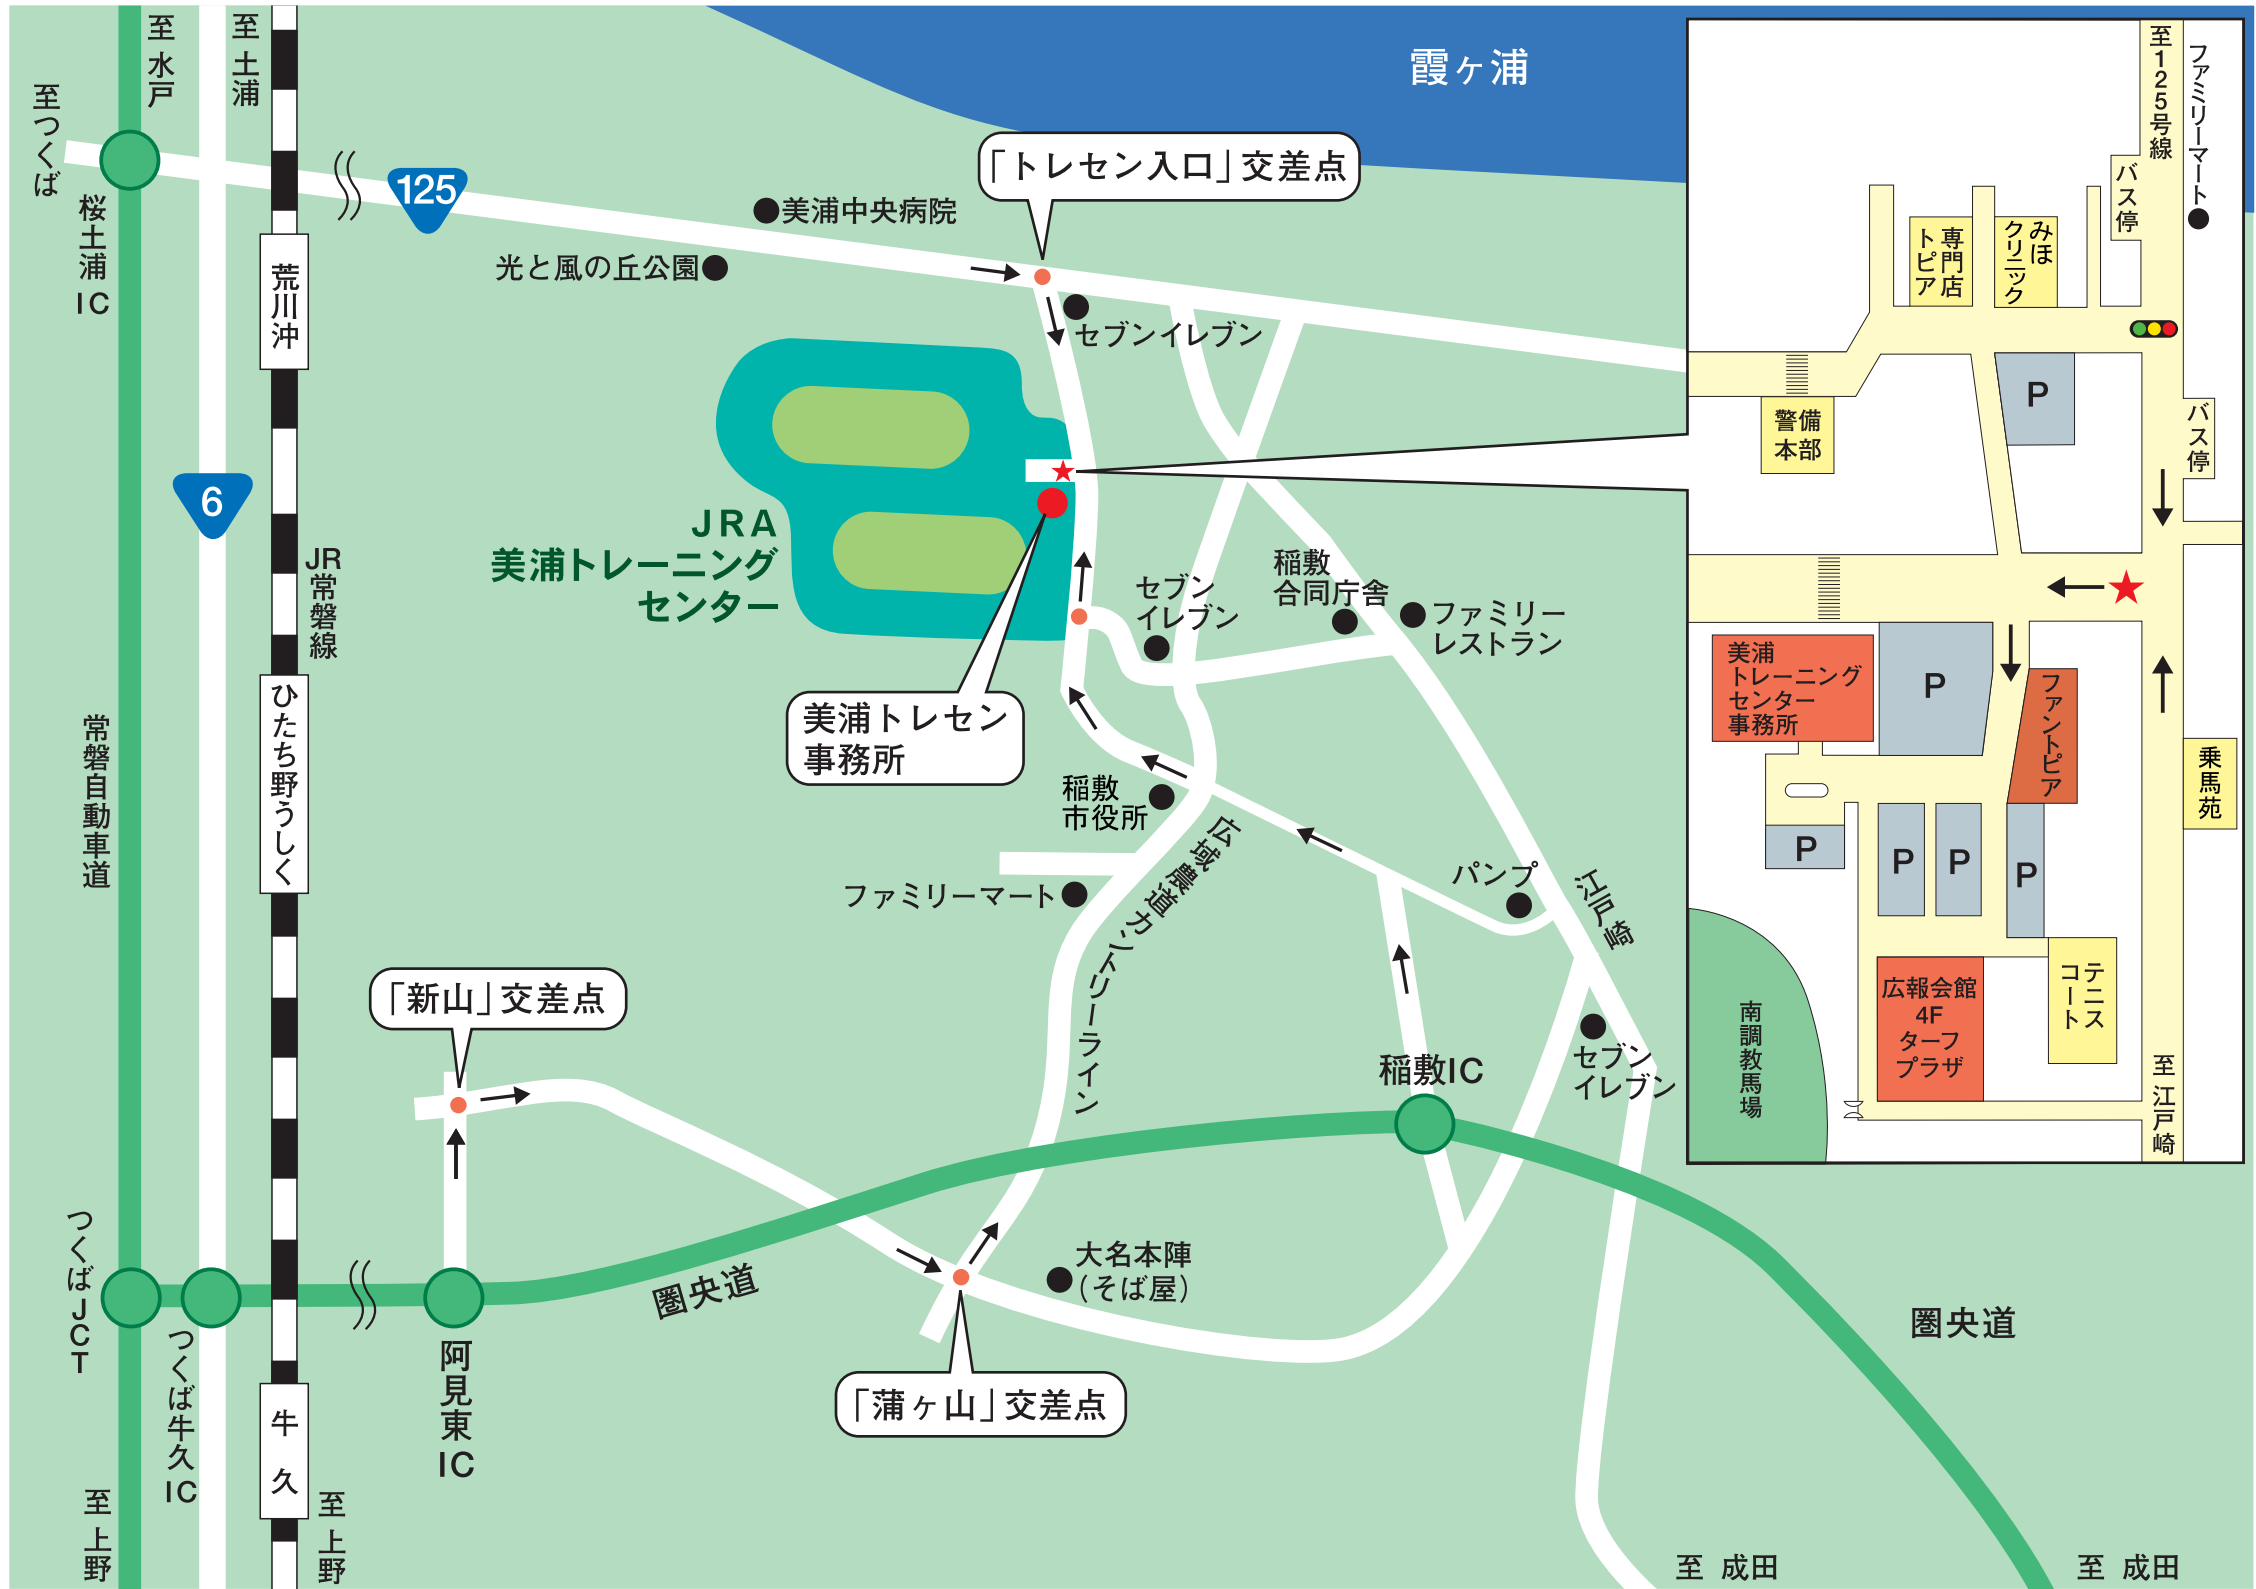 至 水戸
至 土浦
至つくば
桜土浦IC
125
荒川沖
6
JR常磐線
ひたち野うしく
常磐自動車道
つくばJCT
つくば牛久IC
牛久
至 上野
至 上野
霞ヶ浦
「トレセン入口」交差点
美浦中央病院
光と風の丘公園
セブンイレブン
JRA
美浦トレーニング
センター
美浦トレセン
事務所
セブン
イレブン
稲敷
合同庁舎
ファミリー
レストラン
稲敷
市役所
ファミリーマート
広域農道カントリーライン
パンプ
江戸崎
「新山」交差点
稲敷IC
セブン
イレブン
阿見東IC
圏央道
大名本陣
(そば屋)
「蒲ヶ山」交差点
圏央道
至 成田
至 成田
至125号線
ファミリーマート
バス停
専門店
トピア
みほ
クリニック
P
バス停
警備
本部
美浦
トレーニング
センター
事務所
P
ファントピア
乗馬苑
P
P
P
P
広報会館
4F
ターフ
プラザ
テニス
コート
南調教馬場
至 江戸崎